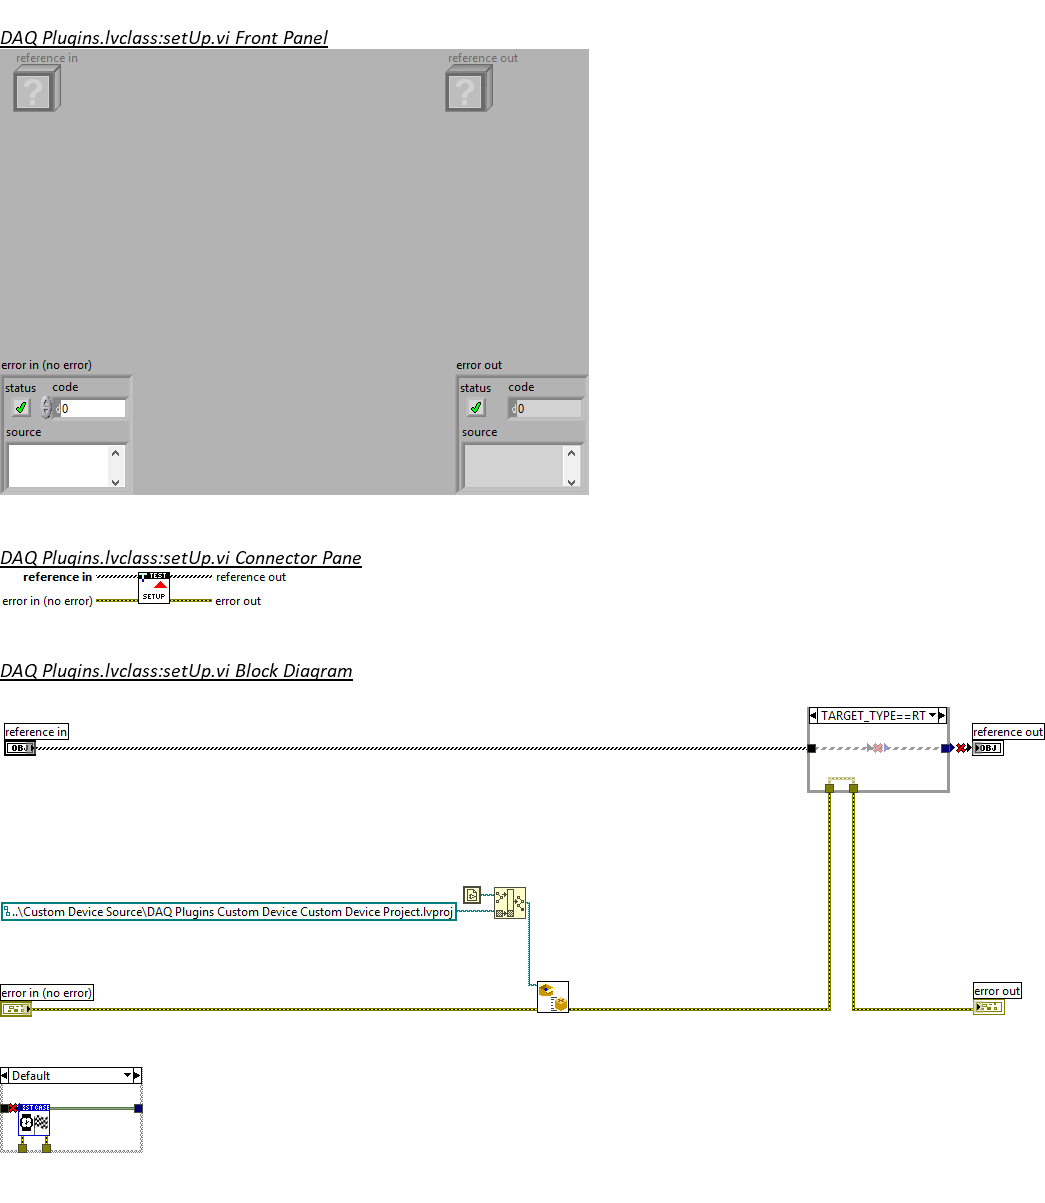 DAQ Plugins.lvclass:setUp.vi Front Panel
reference in
reference out
?
?
error in (no error)
error out
status
code
status
code
d
0
d
0
source
source
DAQ Plugins.lvclass:setUp.vi Connector Pane
reference in
TEST
reference out
error in (no error)
SETUP
error out
DAQ Plugins.lvclass:setUp.vi Block Diagram
TARGET_TYPE==RT
reference in
reference out
OBJ
OBJ
..\Custom Device Source\DAQ Plugins Custom Device Custom Device Project.lvproj
error in (no error)
error out
Default
EST CASE